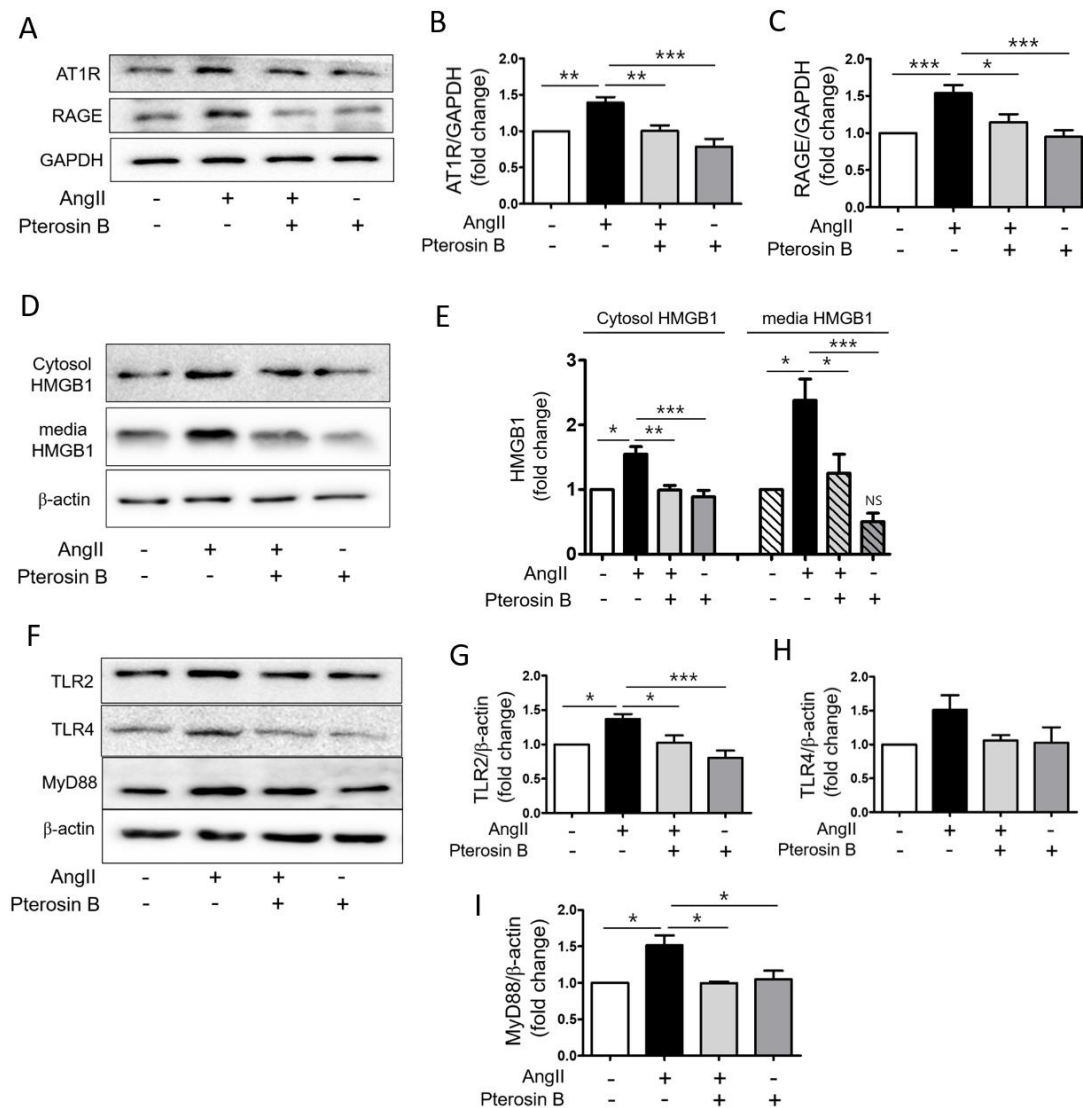 A
AT1R
RAGE
GAPDH
AngII - + + -
Pterosin B - - + +
B
AT1R/GAPDH
(fold change)
2.0
1.5
1.0
0.5
0.0
** ** ***
AngII - + + -
Pterosin B - - + +
C
RAGE/GAPDH
(fold change)
2.0
1.5
1.0
0.5
0.0
*** * ***
AngII - + + -
Pterosin B - - + +
D
Cytosol
HMGB1
media
HMGB1
β-actin
AngII - + + -
Pterosin B - - + +
E
Cytosol HMGB1 media HMGB1
HMGB1
(fold change)
3
2
1
0
* ** ***
* * ***
NS
AngII - + + - - + + -
Pterosin B - - + + - - + +
F
TLR2
TLR4
MyD88
β-actin
AngII - + + -
Pterosin B - - + +
G
TLR2/β-actin
(fold change)
2.0
1.5
1.0
0.5
0.0
* * ***
AngII - + + -
Pterosin B - - + +
H
TLR4/β-actin
(fold change)
2.0
1.5
1.0
0.5
0.0
AngII - + + -
Pterosin B - - + +
I
MyD88/β-actin
(fold change)
2.0
1.5
1.0
0.5
0.0
* * *
AngII - + + -
Pterosin B - - + +